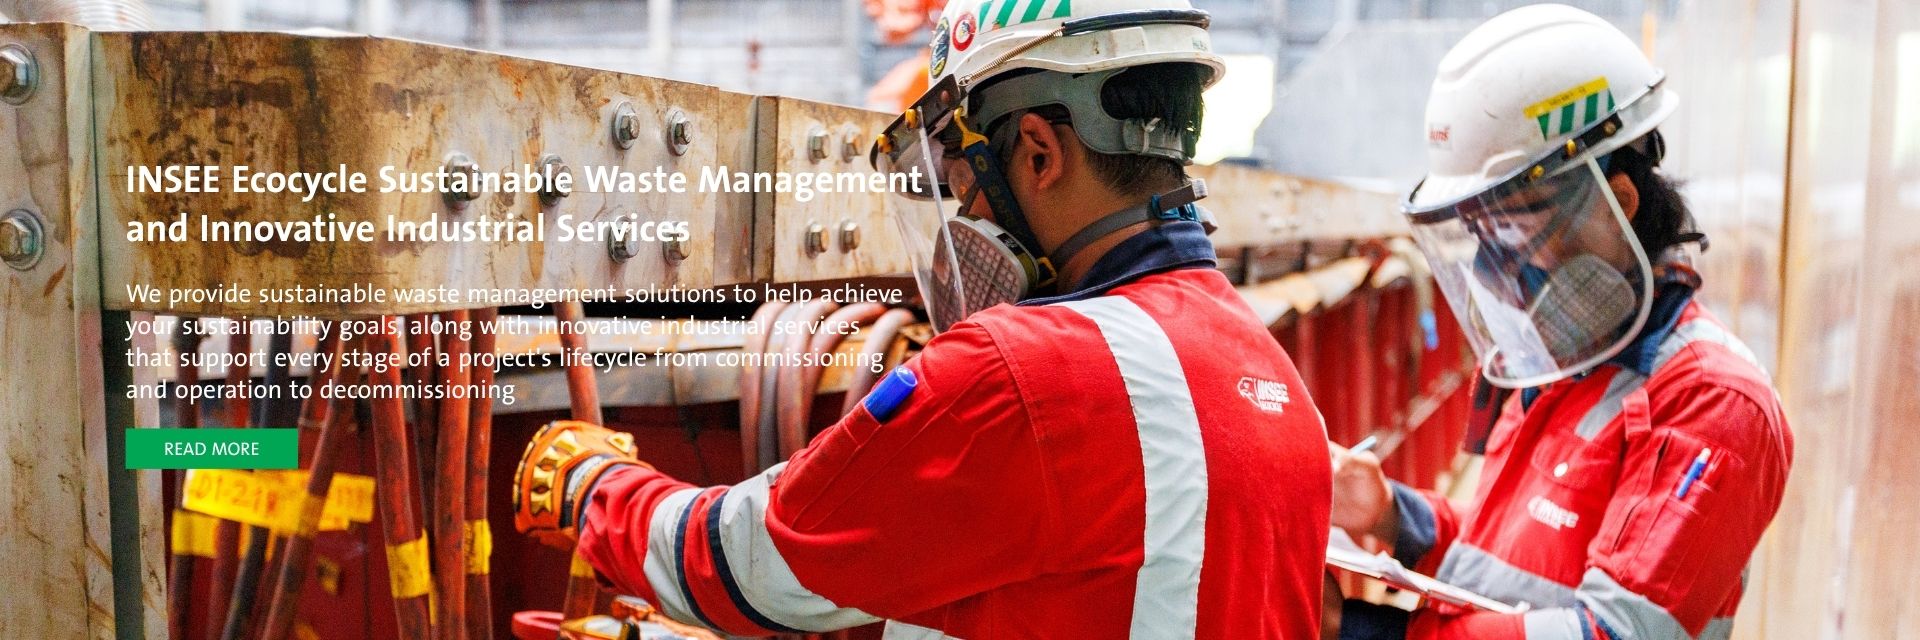 INSEE Ecocycle Sustainable Waste Management
and Innovative Industrial Services
We provide sustainable waste management solutions to help achieve
your sustainability goals, along with innovative industrial services
that support every stage of a project's lifecycle from commissioning
and operation to decommissioning
READ MORE
INSEE
INSEE